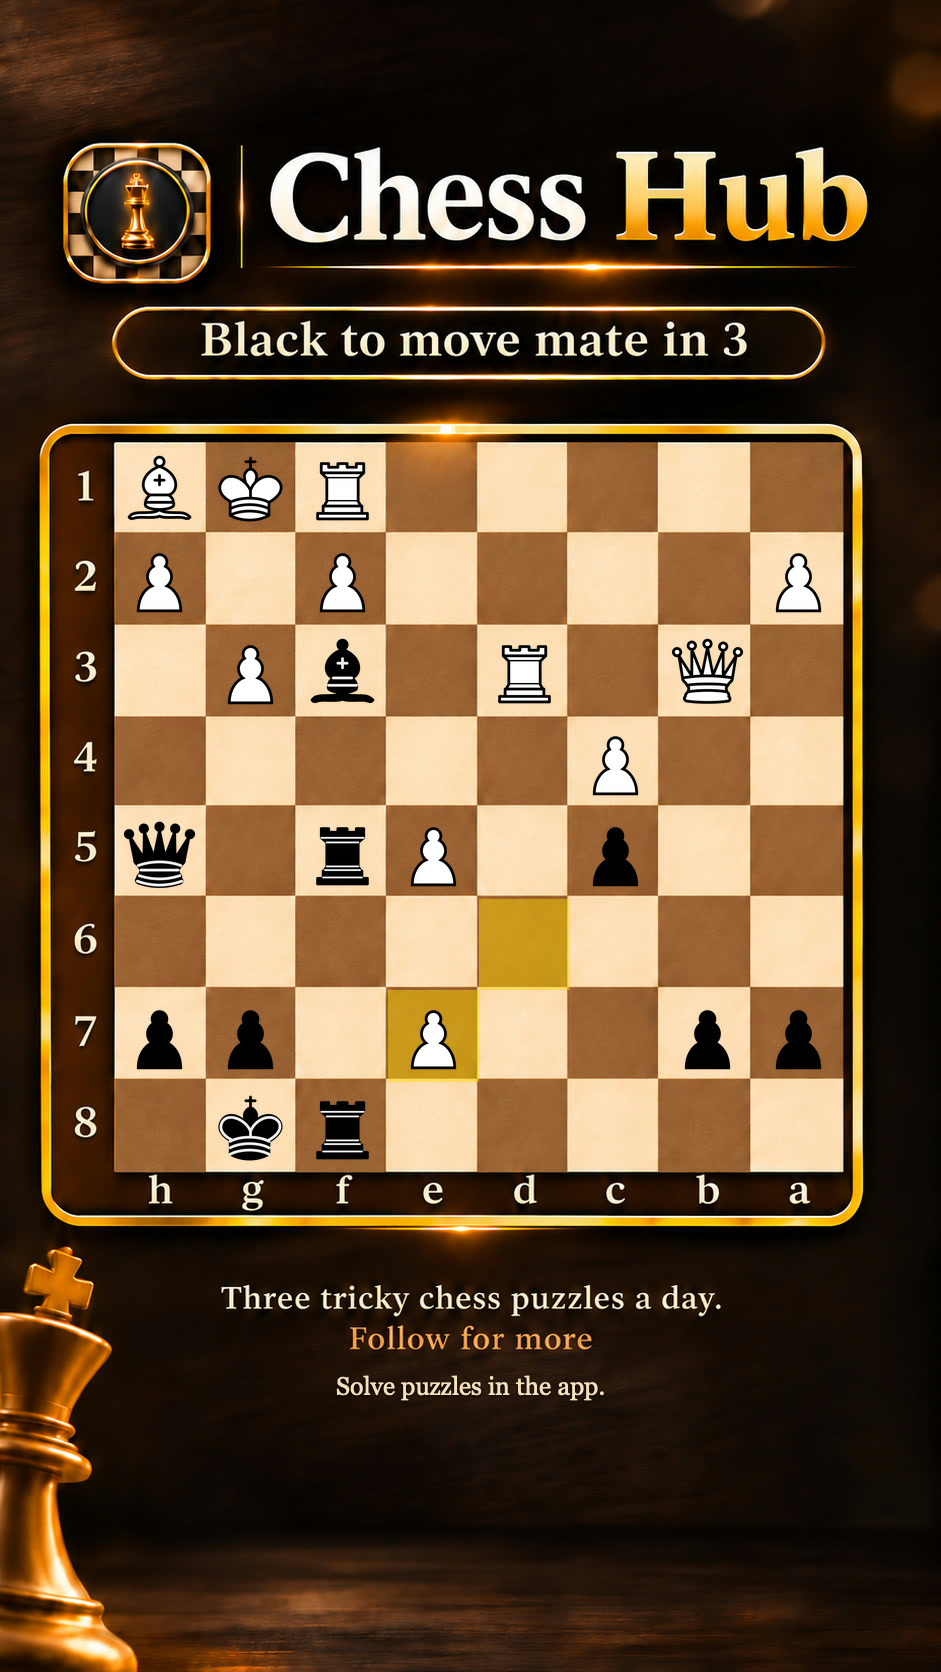 Chess Hub
Black to move mate in 3
1
2
3
4
5
6
7
8
h g f e d c b a
Three tricky chess puzzles a day.
Follow for more
Solve puzzles in the app.